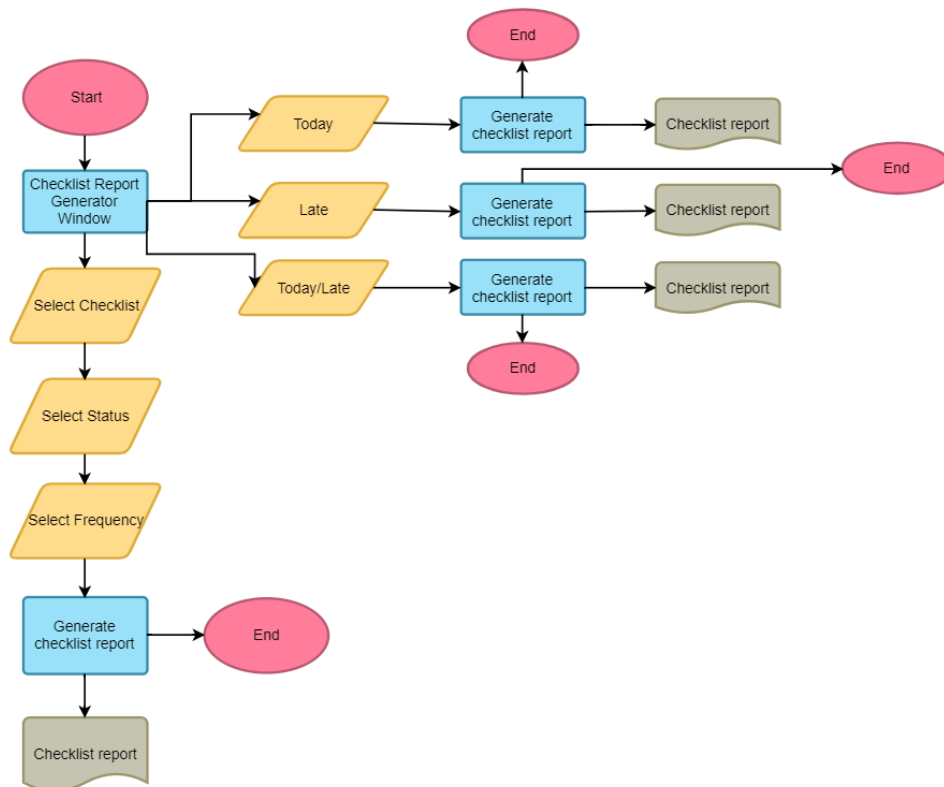 End
Start
Today
Generate
checklist report
Checklist report
End
Checklist Report
Generator
Window
Late
Generate
checklist report
Checklist report
Select Checklist
Today/Late
Generate
checklist report
Checklist report
End
Select Status
Select Frequency
Generate
checklist report
End
Checklist report